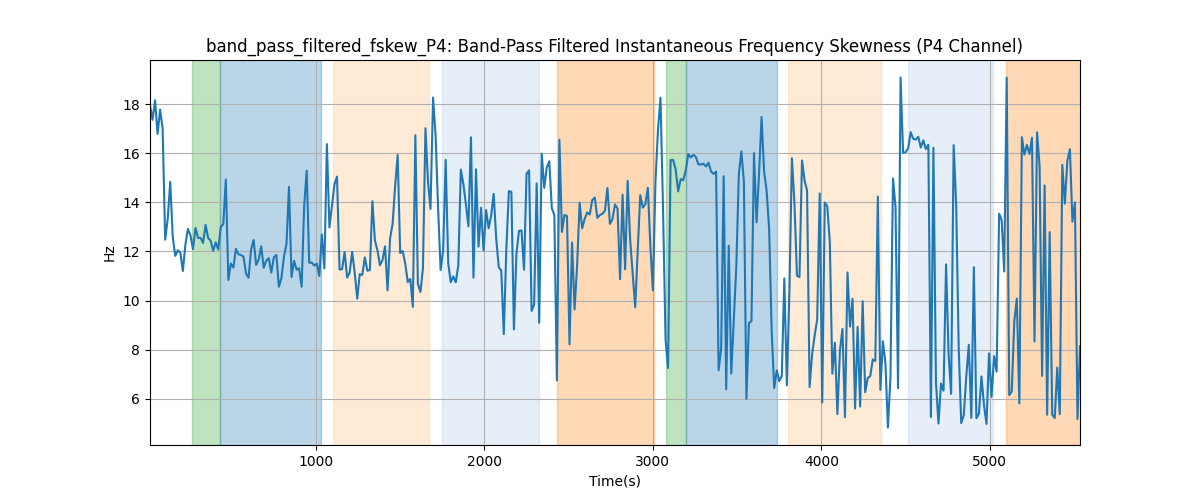 band_pass_filtered_fskew_P4: Band-Pass Filtered Instantaneous Frequency Skewness (P4 Channel)
18
16
14
12
10
8
6
Hz
1000 2000 3000 4000 5000
Time(s)